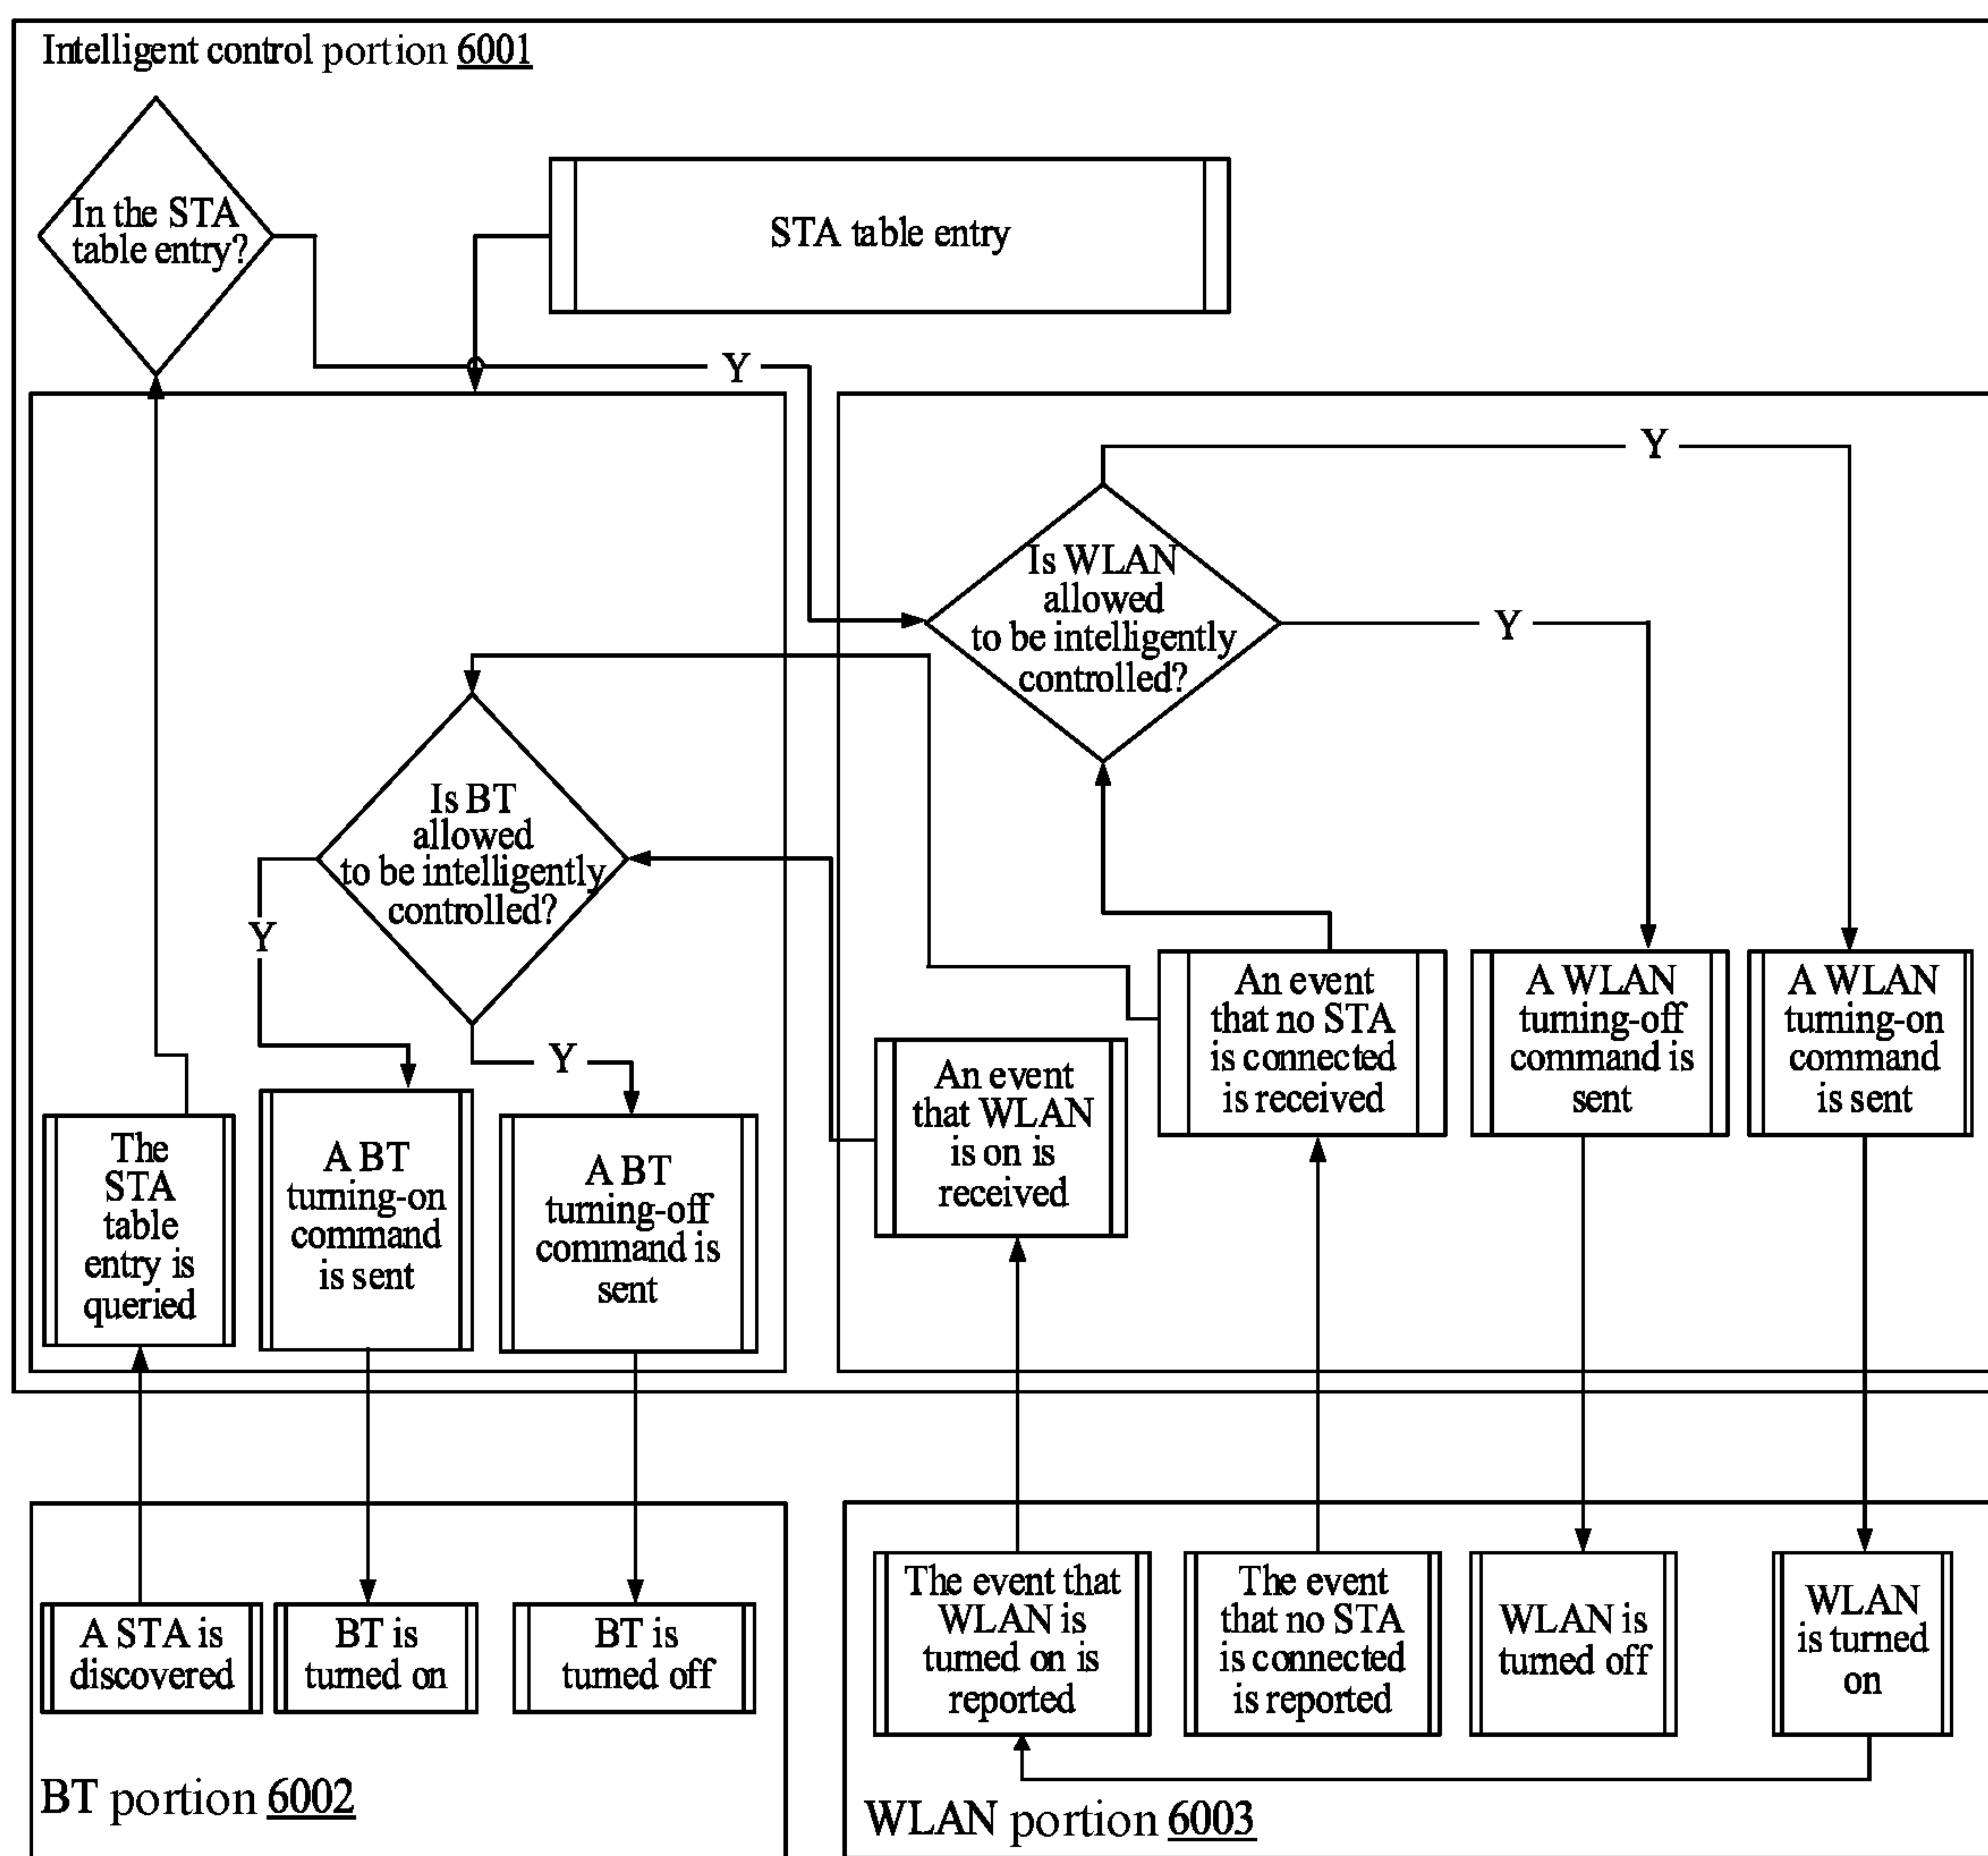 Intelligent control portion 6001
In the STA
table entry?
STA table entry
Y
Y
Is WLAN
allowed
to be intelligently
controlled?
Y
Is BT
allowed
to be intelligently
controlled?
Y
Y
The
STA
table
entry is
queried
A BT
turning-on
command
is sent
A BT
turning-off
command is
sent
An event
that WLAN
is on is
received
An event
that no STA
is connected
is received
A WLAN
turning-off
command is
sent
A WLAN
turning-on
command
is sent
A STA is
discovered
BT is
turned on
BT is
turned off
BT portion 6002
The event that
WLAN is
turned on is
reported
The event
that no STA
is connected
is reported
WLAN is
turned off
WLAN
is turned
on
WLAN portion 6003